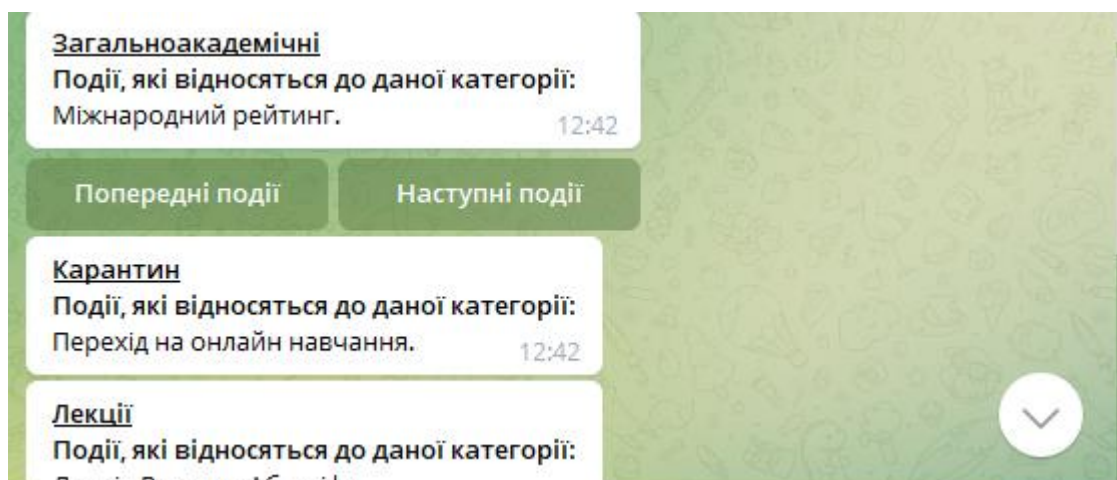 Загальноакадемічні
Події, які відносяться до даної категорії:
Міжнародний рейтинг.
12:42
Попередні події Наступні події
Карантин
Події, які відносяться до даної категорії:
Перехід на онлайн навчання.
12:42
Лекції
Події, які відносяться до даної категорії: